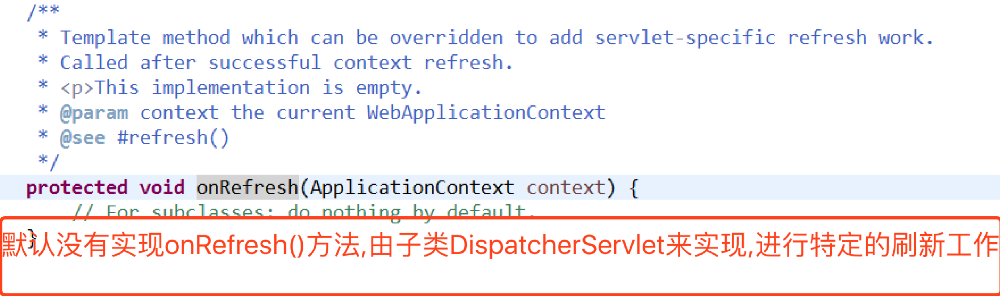 /**
 * Template method which can be overridden to add servlet-specific refresh work.
 * Called after successful context refresh.
 * <p>This implementation is empty.
 * @param context the current WebApplicationContext
 * @see #refresh()
 */
protected void onRefresh(ApplicationContext context) {
// For subclasses: do nothing by default.
}
默认没有实现onRefresh()方法,由子类DispatcherServlet来实现,进行特定的刷新工作